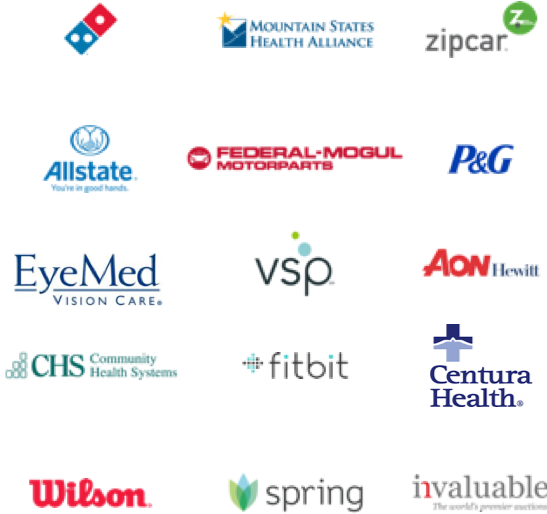 MOUNTAIN STATES
HEALTH ALLIANCE
zipcar.
Z
Allstate.
You're in good hands.
FEDERAL-MOGUL
MOTORPARTS
P&G
EyeMed
VISION CARE®
vsp™
AON Hewitt
CHS Community
Health Systems
fitbit
Centura
Health®
Wilson.
spring
invaluable
The world's premier auctions